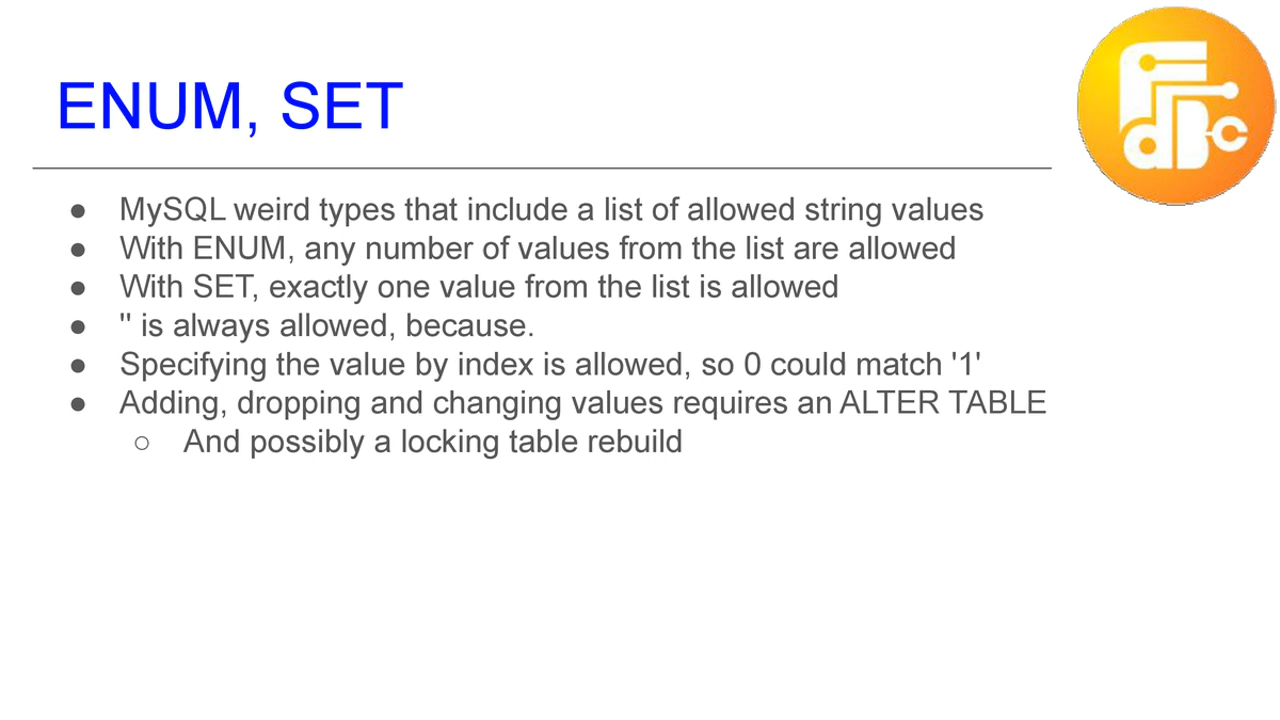 ENUM, SET
● MySQL weird types that include a list of allowed string values
● With ENUM, any number of values from the list are allowed
● With SET, exactly one value from the list is allowed
● '' is always allowed, because.
● Specifying the value by index is allowed, so 0 could match '1'
● Adding, dropping and changing values requires an ALTER TABLE
○ And possibly a locking table rebuild